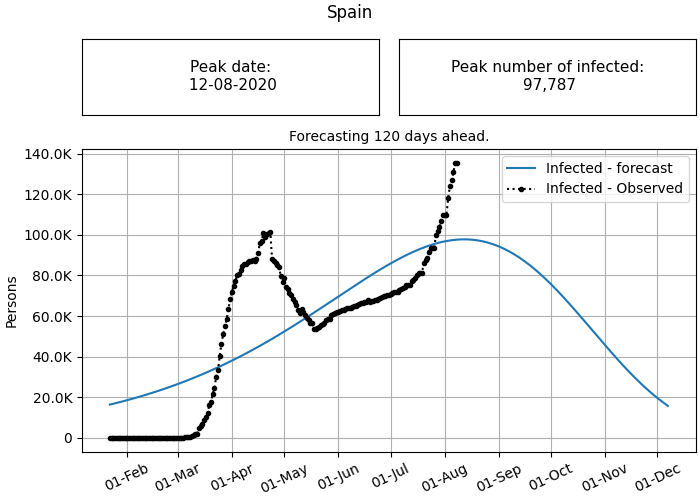 Spain
Peak date:
12-08-2020
Peak number of infected:
97,787
Forecasting 120 days ahead.
140.0K
120.0K
100.0K
80.0K
60.0K
40.0K
20.0K
0
Persons
Infected - forecast
Infected - Observed
01-Feb
01-Mar
01-Apr
01-May
01-Jun
01-Jul
01-Aug
01-Sep
01-Oct
01-Nov
01-Dec